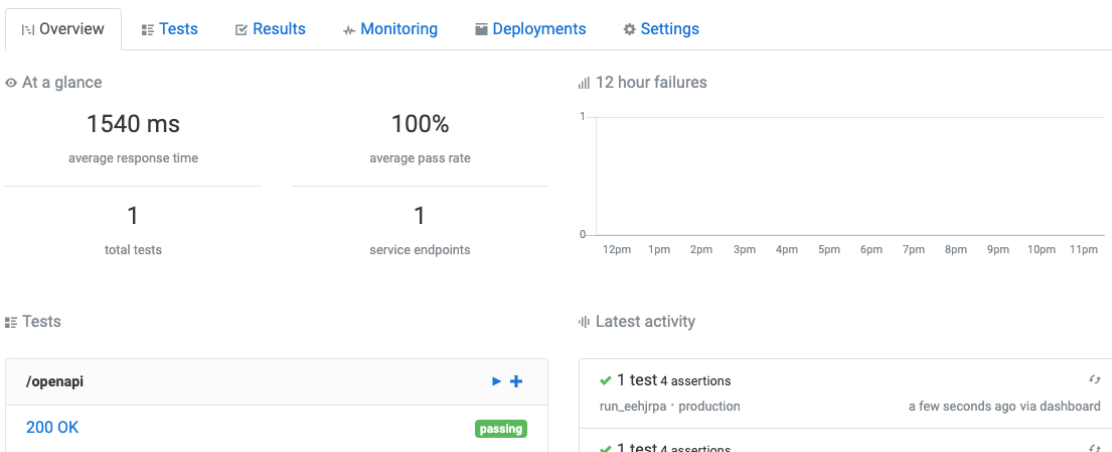 Overview Tests Results Monitoring Deployments Settings
At a glance
1540 ms 100%
average response time average pass rate
1 1
total tests service endpoints
12 hour failures
1
0
12pm 1pm 2pm 3pm 4pm 5pm 6pm 7pm 8pm 9pm 10pm 11pm
Tests
/openapi
200 OK passing
Latest activity
1 test 4 assertions
run_eehjrpa · production a few seconds ago via dashboard
1 test 4 assertions